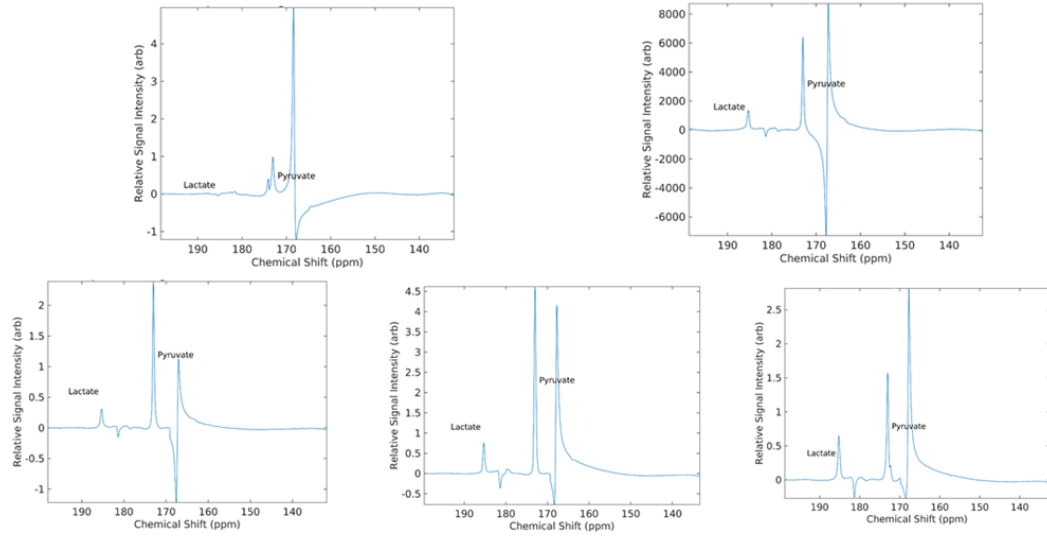 Relative Signal Intensity (arb)
4
3
2
1
0
-1
Lactate
Pyruvate
190 180 170 160 150 140
Chemical Shift (ppm)
Relative Signal Intensity (arb)
8000
6000
4000
2000
0
-2000
-4000
-6000
Lactate
Pyruvate
190 180 170 160 150 140
Chemical Shift (ppm)
Relative Signal Intensity (arb)
2
1.5
1
0.5
0
-0.5
-1
Lactate
Pyruvate
190 180 170 160 150 140
Chemical Shift (ppm)
Relative Signal Intensity (arb)
4.5
4
3.5
3
2.5
2
1.5
1
0.5
0
-0.5
Lactate
Pyruvate
190 180 170 160 150 140
Chemical Shift (ppm)
Relative Signal Intensity (arb)
2.5
2
1.5
1
0.5
0
Lactate
Pyruvate
190 180 170 160 150 140
Chemical Shift (ppm)